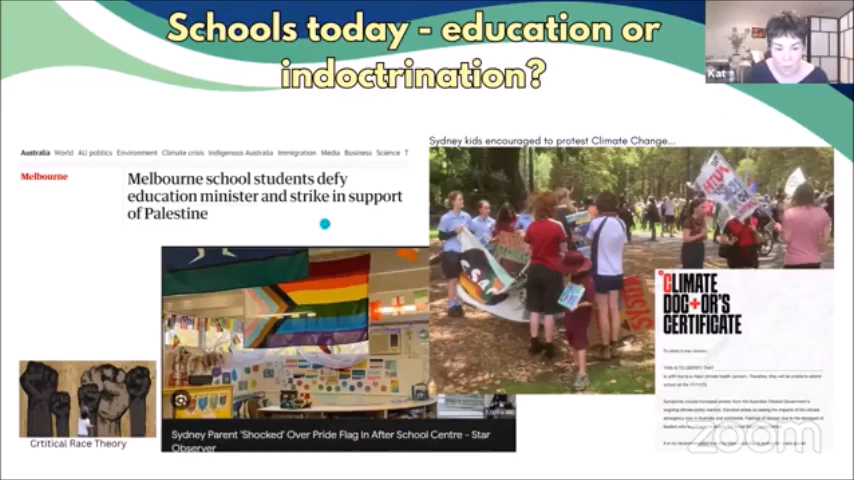 Schools today - education or
indoctrination?
Kat
Sydney kids encouraged to protest Climate Change...
Australia World AU politics Environment Climate crisis Indigenous Australia Immigration Media Business Science T
Melbourne
Melbourne school students defy
education minister and strike in support
of Palestine
CLIMATE
DOC+OR'S
CERTIFICATE
To whom it may concern,
THIS IS TO CERTIFY THAT
Crtitical Race Theory
Sydney Parent 'Shocked' Over Pride Flag In After School Centre - Star
Observer
zoom